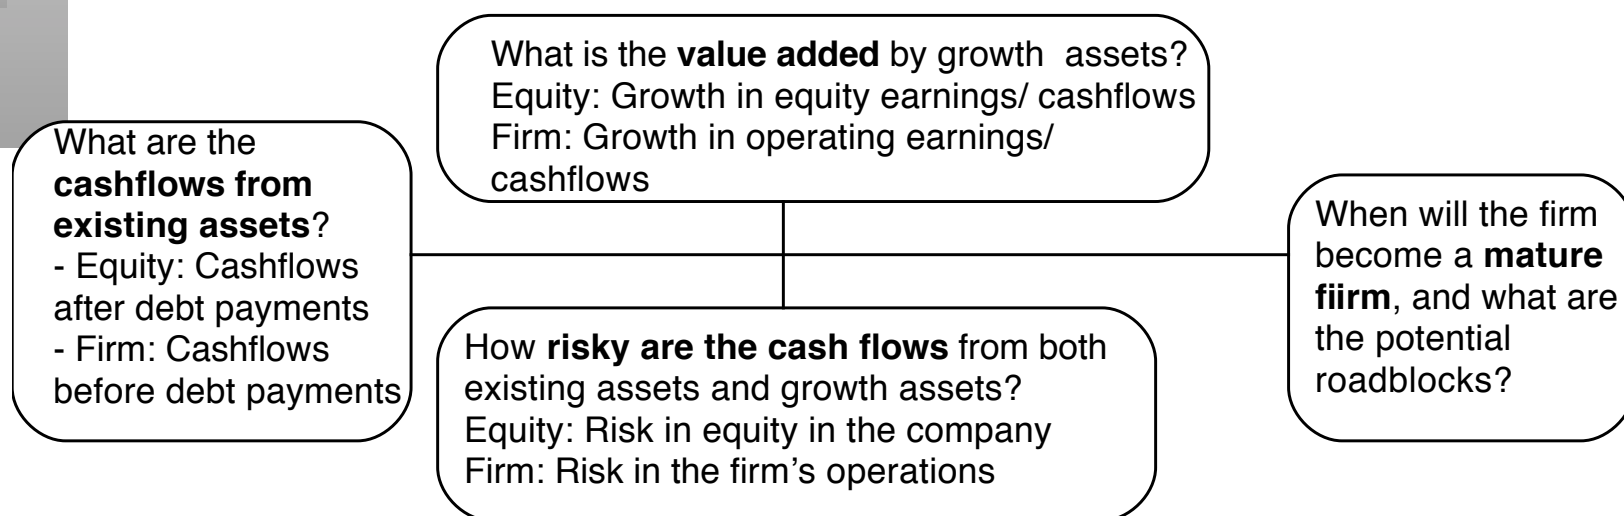 What is the value added by growth  assets?
Equity: Growth in equity earnings/ cashflows
Firm: Growth in operating earnings/
cashflows
What are the
cashflows from
existing assets?
- Equity: Cashflows
after debt payments
- Firm: Cashflows
before debt payments
When will the firm
become a mature
fiirm, and what are
the potential
roadblocks?
How risky are the cash flows from both
existing assets and growth assets?
Equity: Risk in equity in the company
Firm: Risk in the firm’s operations